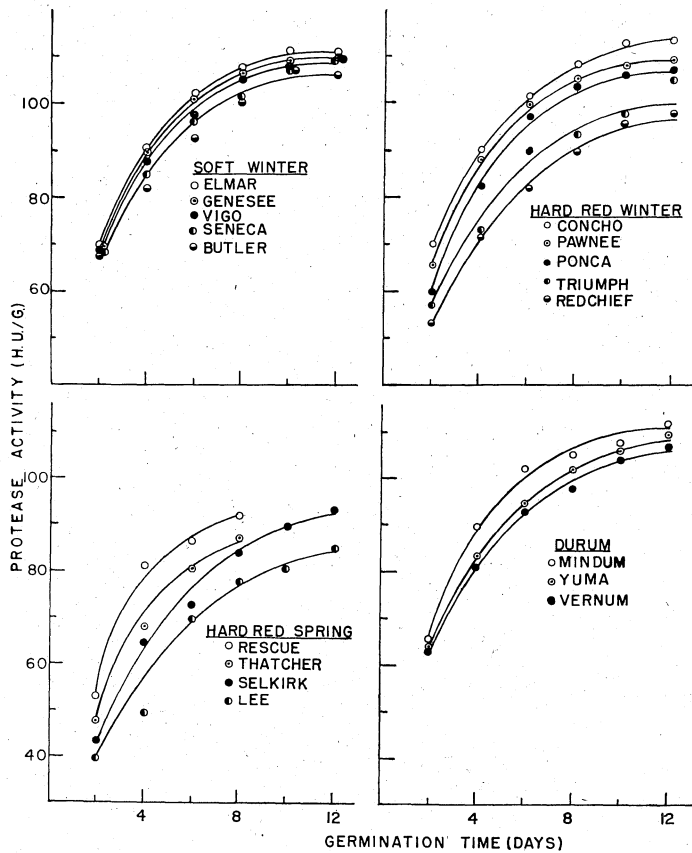 100
80
60
SOFT WINTER
ELMAR
GENESEE
VIGO
SENECA
BUTLER
HARD RED WINTER
CONCHO
PAWNEE
PONCA
TRIUMPH
REDCHIEF
PROTEASE ACTIVITY (H.U./G.)
100
80
60
40
HARD RED SPRING
RESCUE
THATCHER
SELKIRK
LEE
DURUM
MINDUM
YUMA
VERNUM
4 8 12 4 8 12
GERMINATION TIME (DAYS)